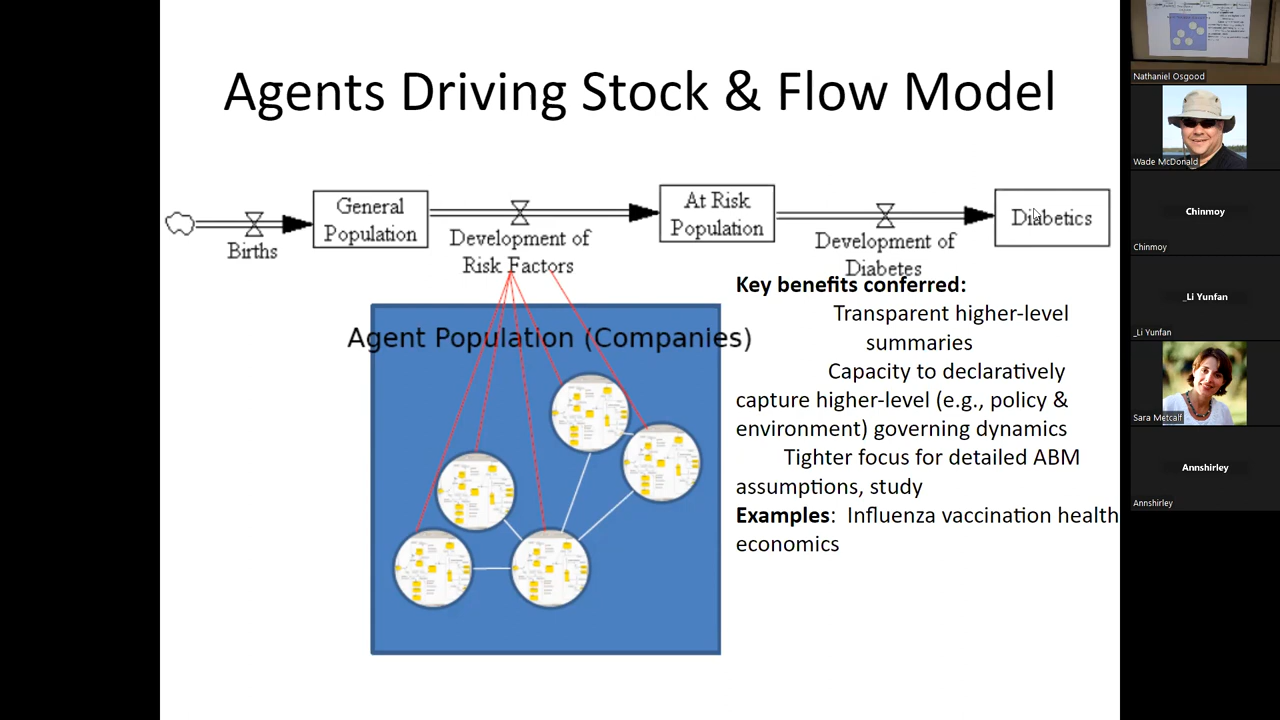 Agents Driving Stock & Flow Model
Births
General
Population
Development of
Risk Factors
At Risk
Population
Development of
Diabetes
Diabetics
Agent Population (Companies)
Key benefits conferred:
Transparent higher-level
summaries
Capacity to declaratively
capture higher-level (e.g., policy &
environment) governing dynamics
Tighter focus for detailed ABM
assumptions, study
Examples: Influenza vaccination health
economics
Nathaniel Osgood
Wade McDonald
Chinmoy
Chinmoy
_Li Yunfan
_Li Yunfan
Sara Metcalf
Annshirley
Annshirley